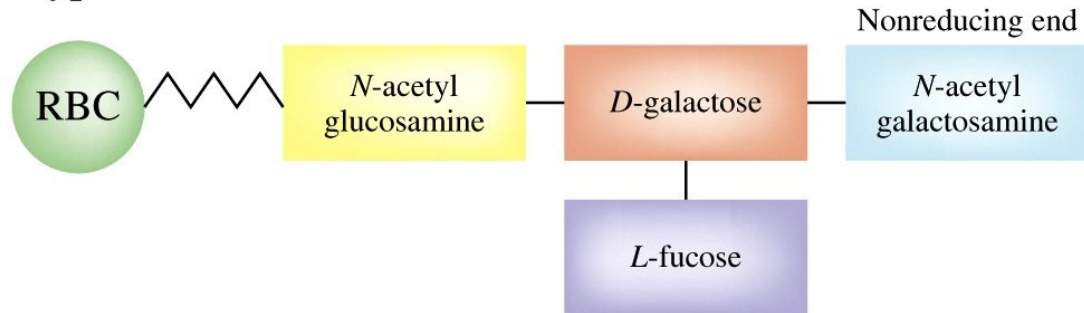 Nonreducing end
RBC
N-acetyl
glucosamine
D-galactose
N-acetyl
galactosamine
L-fucose